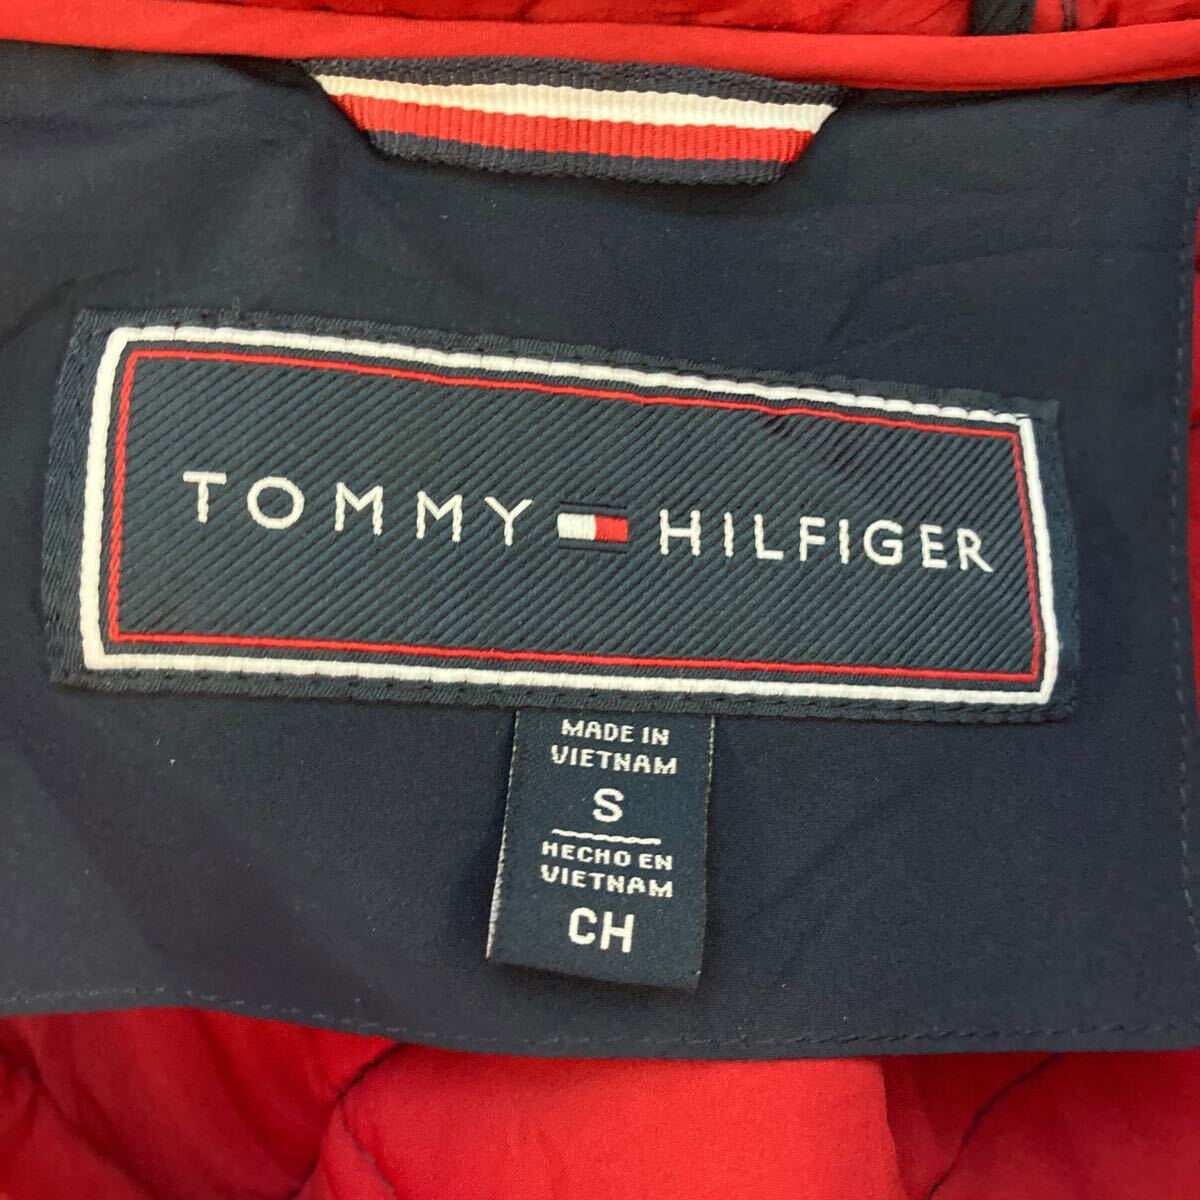 TOMMY HILFIGER
MADE IN
VIETNAM
S
HECHO EN
VIETNAM
CH